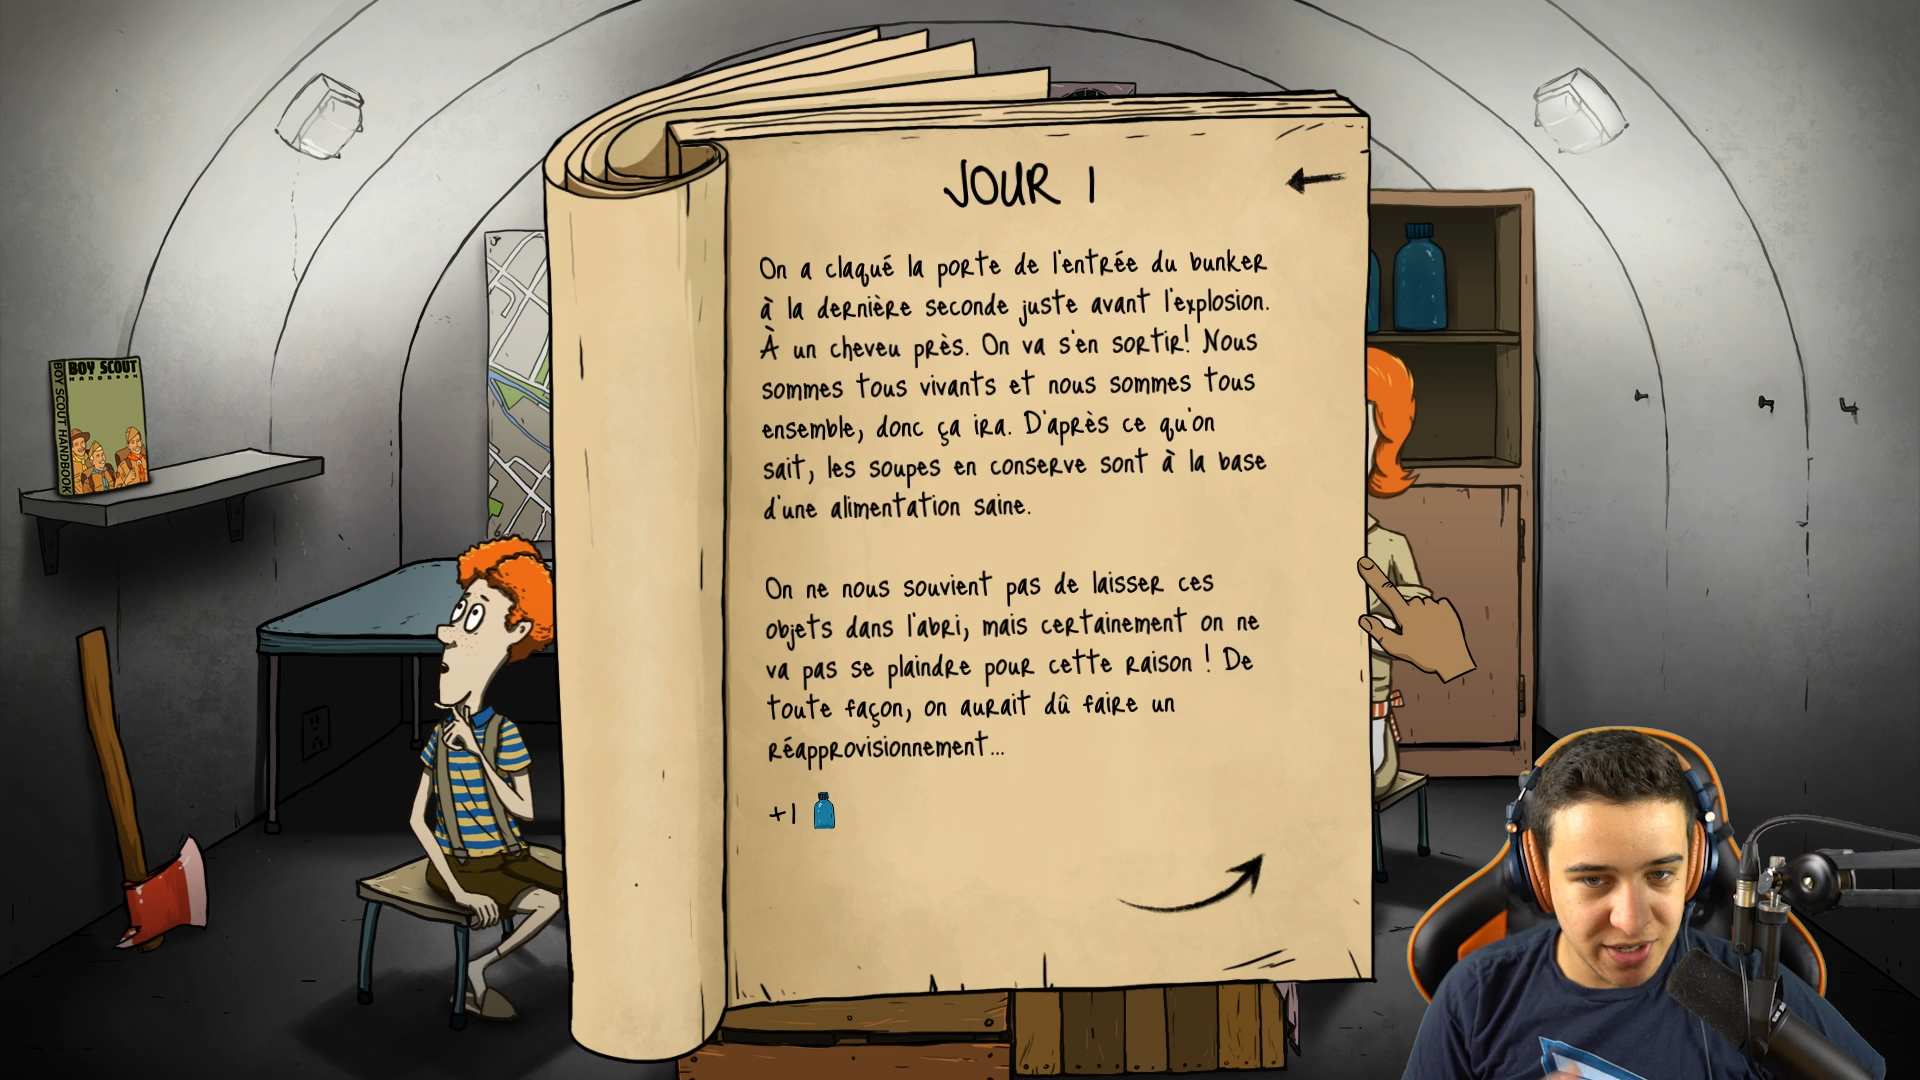 JOUR 1
On a claqué la porte de l'entrée du bunker
à la dernière seconde juste avant l'explosion.
À un cheveu près. On va s'en sortir! Nous
sommes tous vivants et nous sommes tous
ensemble, donc ça ira. D'après ce qu'on
sait, les soupes en conserve sont à la base
d'une alimentation saine.
On ne nous souvient pas de laisser ces
objets dans l'abri, mais certainement on ne
va pas se plaindre pour cette raison ! De
toute façon, on aurait dû faire un
réapprovisionnement...
+1
BOY SCOUT
HANDBOOK
BOY SCOUT HANDBOOK